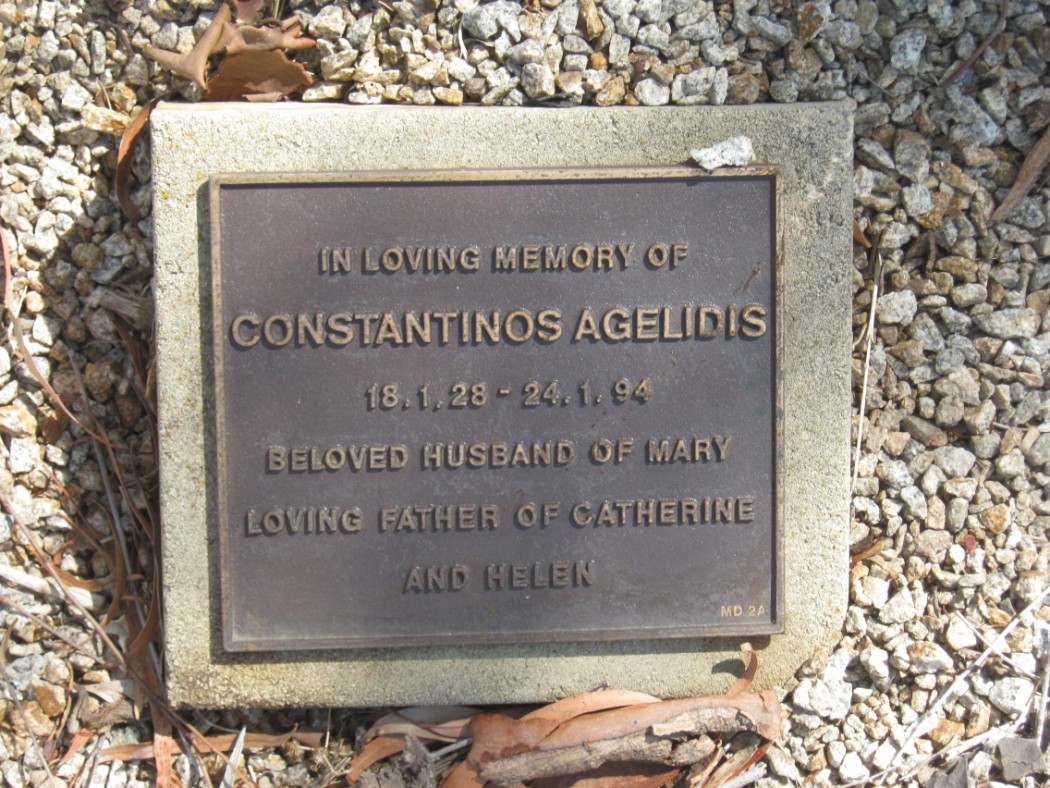 IN LOVING MEMORY OF
CONSTANTINOS AGELIDIS
18.1.28 - 24.1.94
BELOVED HUSBAND OF MARY
LOVING FATHER OF CATHERINE
AND HELEN
MD 2A